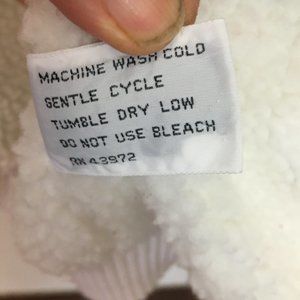 MACHINE WASH COLD
GENTLE CYCLE
TUMBLE DRY LOW
DO NOT USE BLEACH
RN 43972